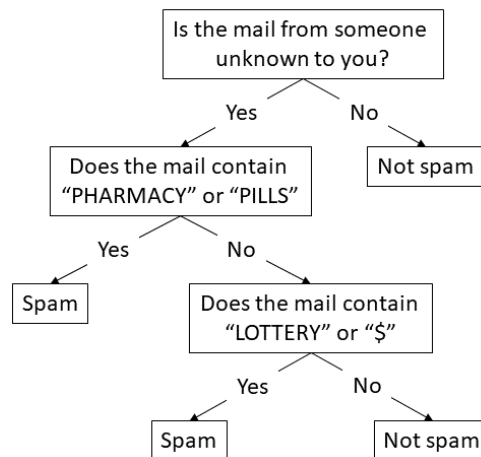 Is the mail from someone
unknown to you?
Yes
No
Does the mail contain
“PHARMACY” or “PILLS”
Not spam
Yes
No
Spam
Does the mail contain
“LOTTERY” or “$”
Yes
No
Spam
Not spam